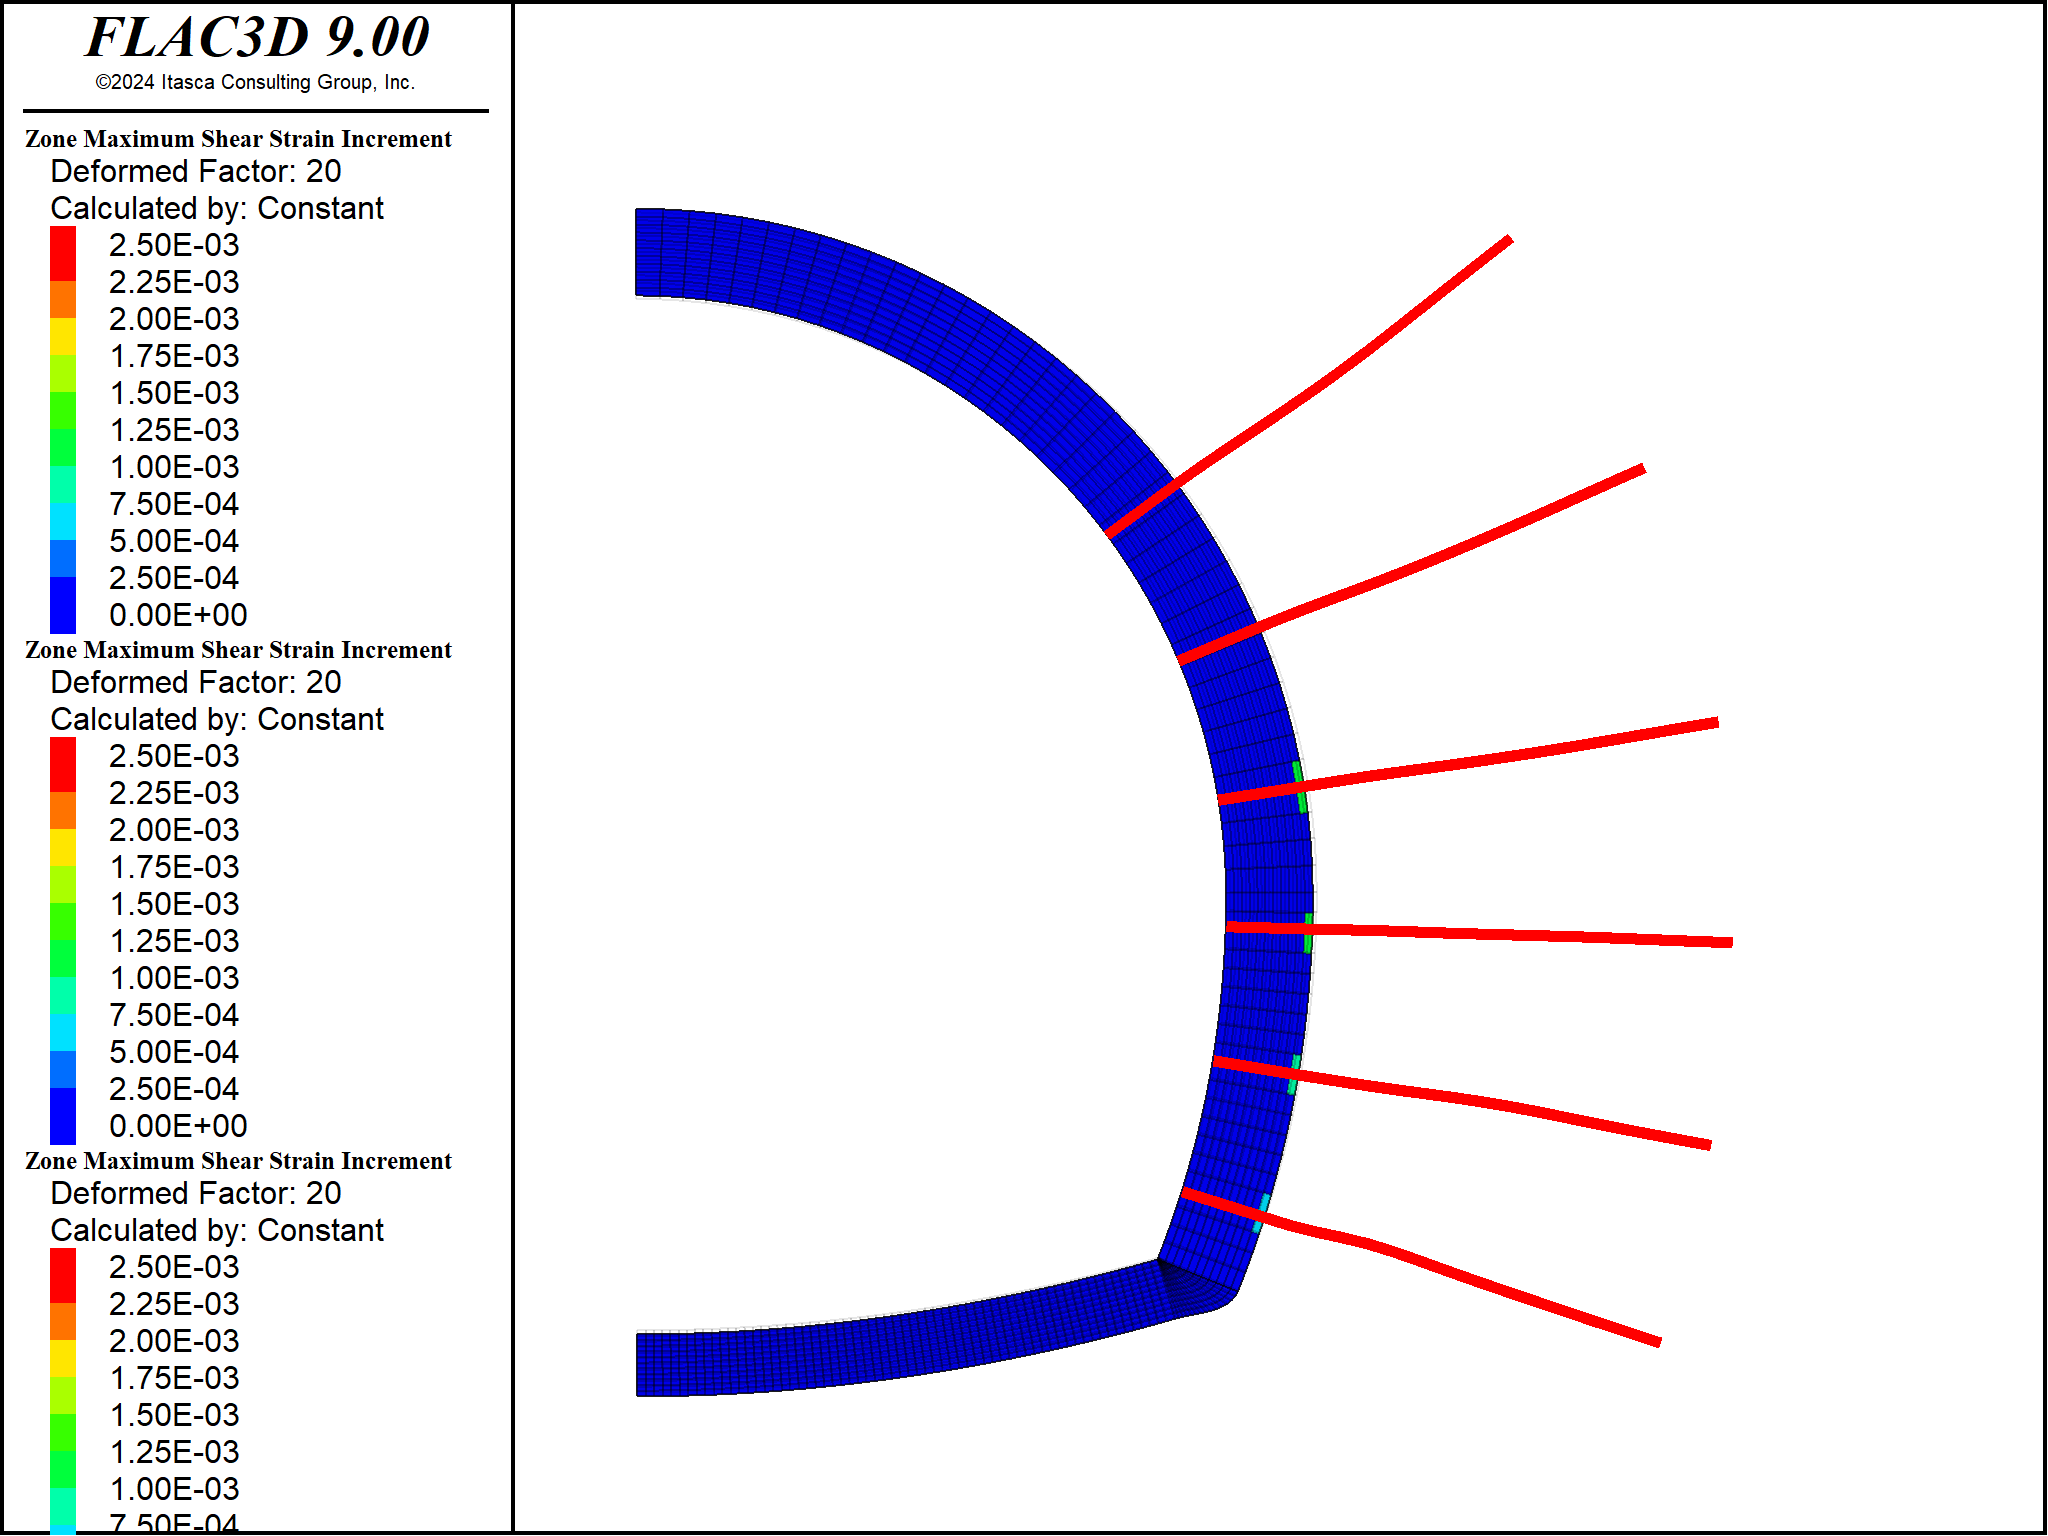 FLAC3D 9.00
©2024 Itasca Consulting Group, Inc.
Zone Maximum Shear Strain Increment
Deformed Factor: 20
Calculated by: Constant
2.50E-03
2.25E-03
2.00E-03
1.75E-03
1.50E-03
1.25E-03
1.00E-03
7.50E-04
5.00E-04
2.50E-04
0.00E+00
Zone Maximum Shear Strain Increment
Deformed Factor: 20
Calculated by: Constant
2.50E-03
2.25E-03
2.00E-03
1.75E-03
1.50E-03
1.25E-03
1.00E-03
7.50E-04
5.00E-04
2.50E-04
0.00E+00
Zone Maximum Shear Strain Increment
Deformed Factor: 20
Calculated by: Constant
2.50E-03
2.25E-03
2.00E-03
1.75E-03
1.50E-03
1.25E-03
1.00E-03
7.50E-04